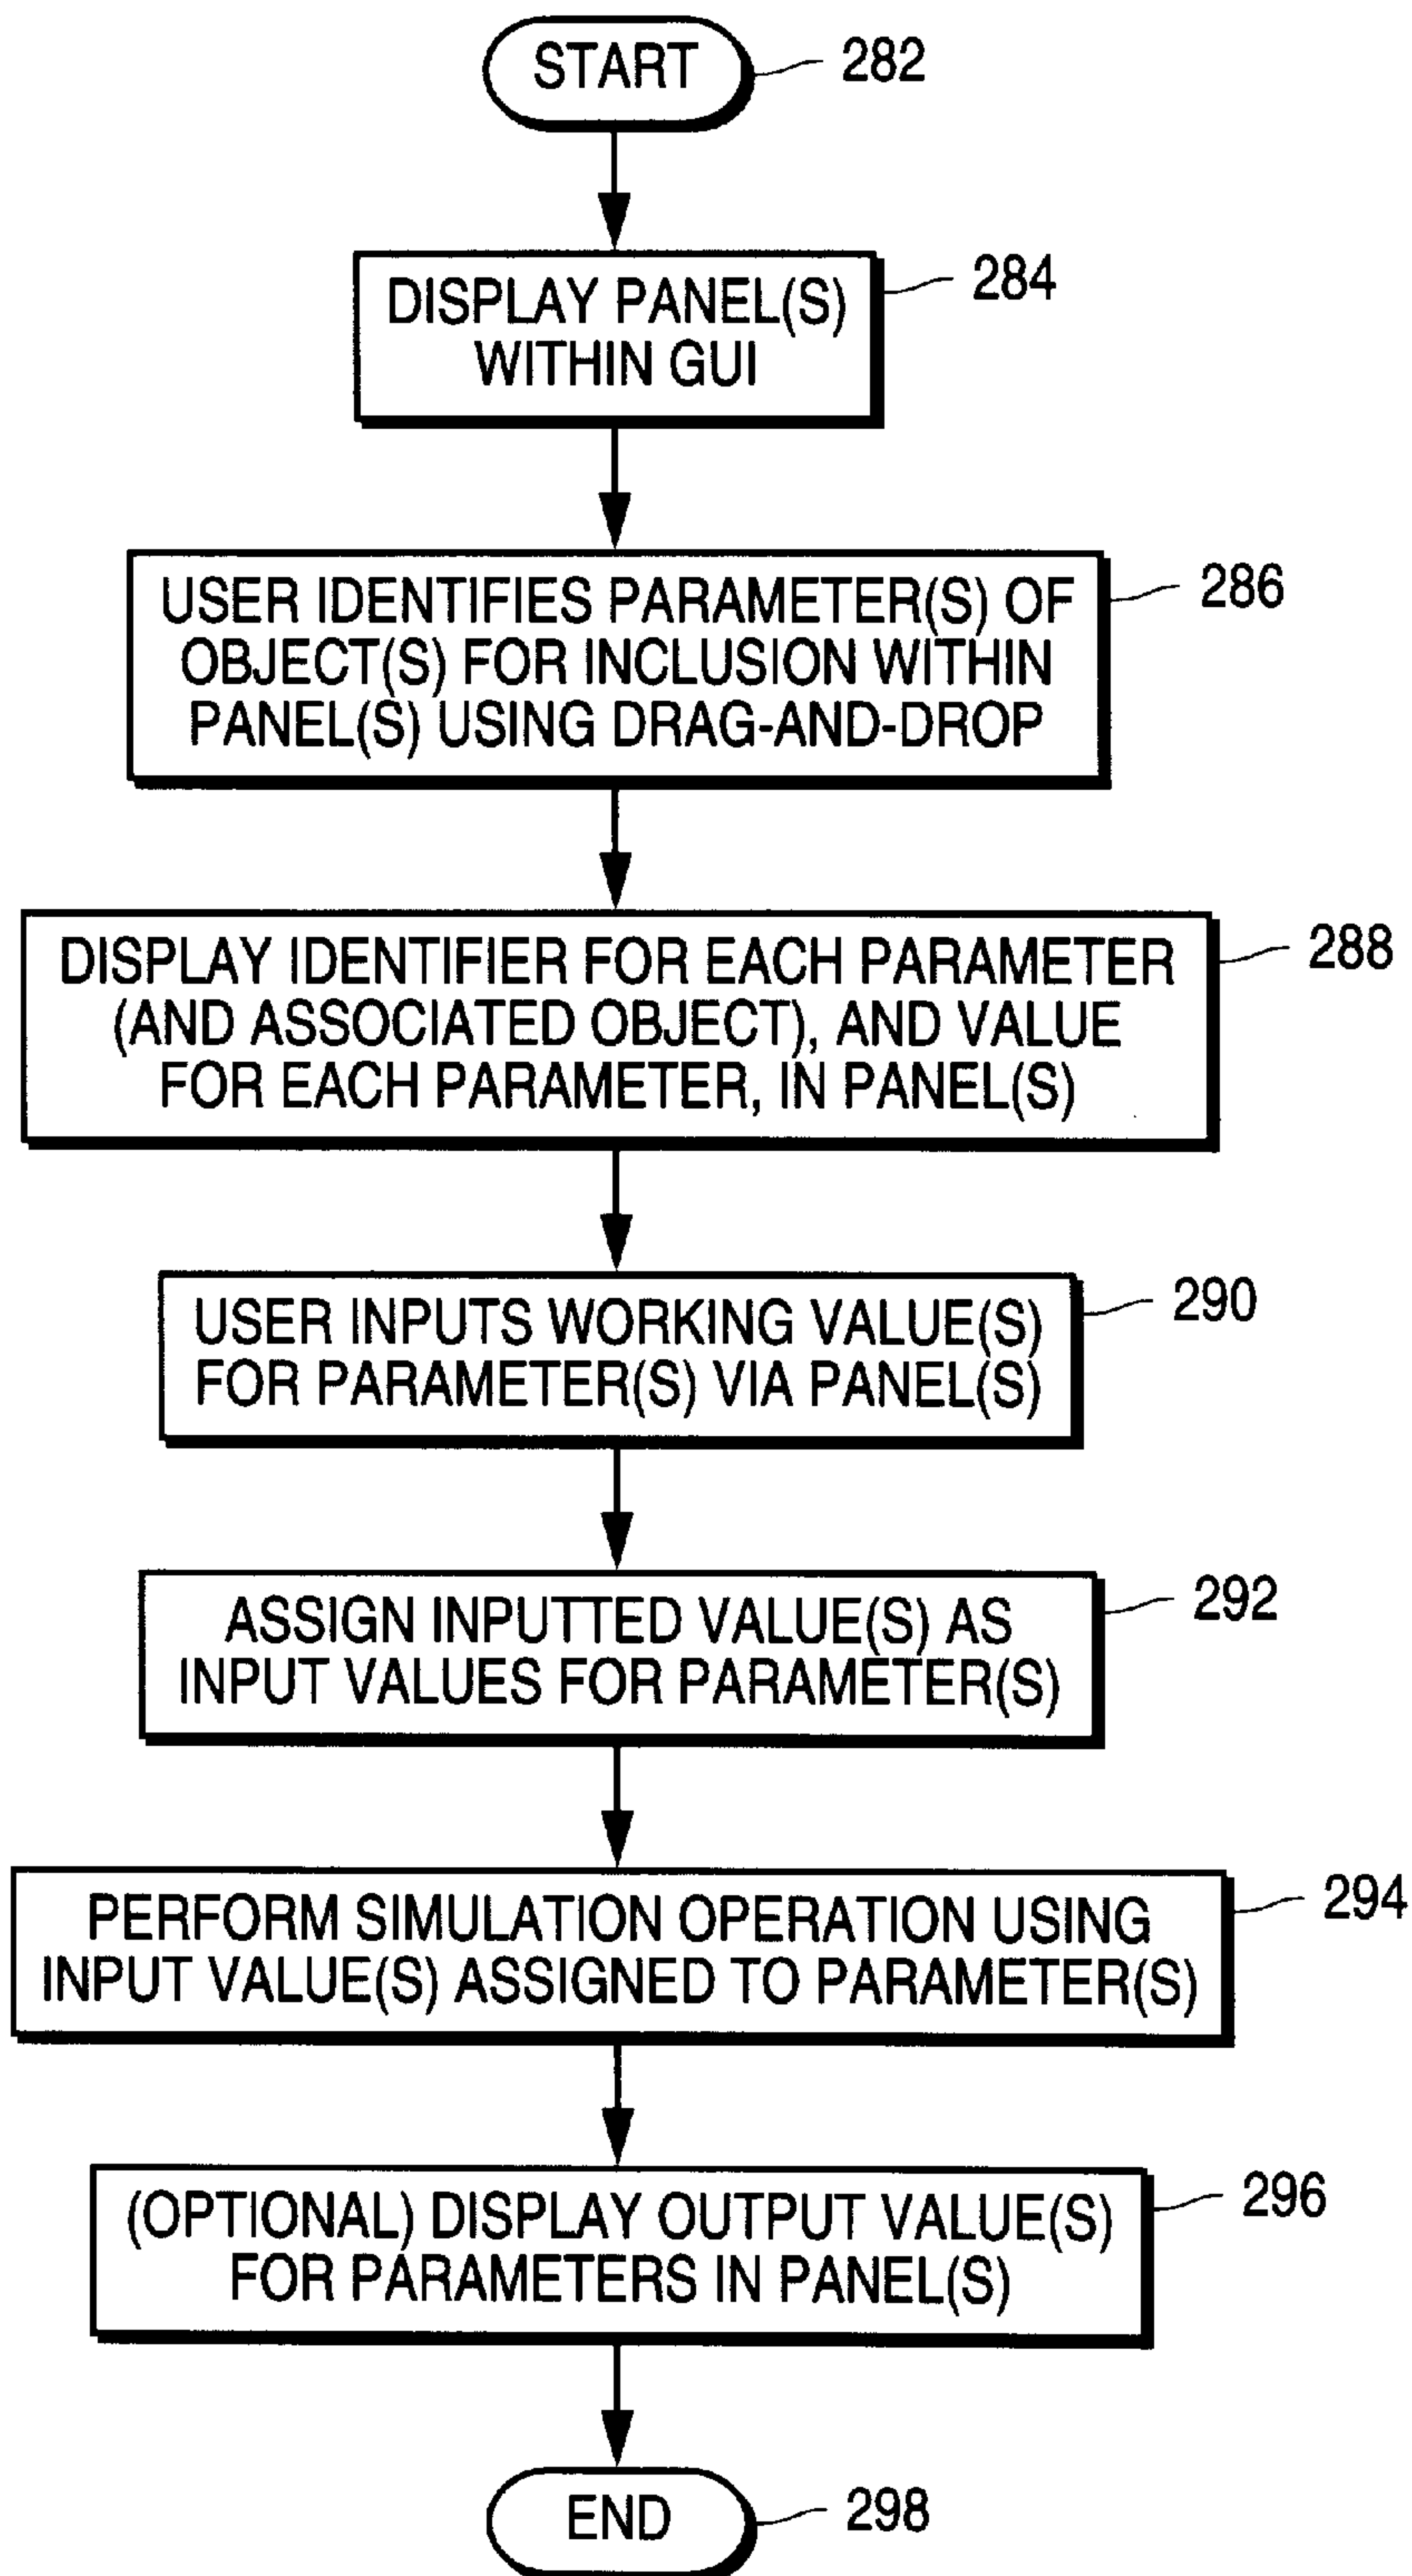 START
282
DISPLAY PANEL(S)
WITHIN GUI
284
USER IDENTIFIES PARAMETER(S) OF
OBJECT(S) FOR INCLUSION WITHIN
PANEL(S) USING DRAG-AND-DROP
286
DISPLAY IDENTIFIER FOR EACH PARAMETER
(AND ASSOCIATED OBJECT), AND VALUE
FOR EACH PARAMETER, IN PANEL(S)
288
USER INPUTS WORKING VALUE(S)
FOR PARAMETER(S) VIA PANEL(S)
290
ASSIGN INPUTTED VALUE(S) AS
INPUT VALUES FOR PARAMETER(S)
292
PERFORM SIMULATION OPERATION USING
INPUT VALUE(S) ASSIGNED TO PARAMETER(S)
294
(OPTIONAL) DISPLAY OUTPUT VALUE(S)
FOR PARAMETERS IN PANEL(S)
296
END
298